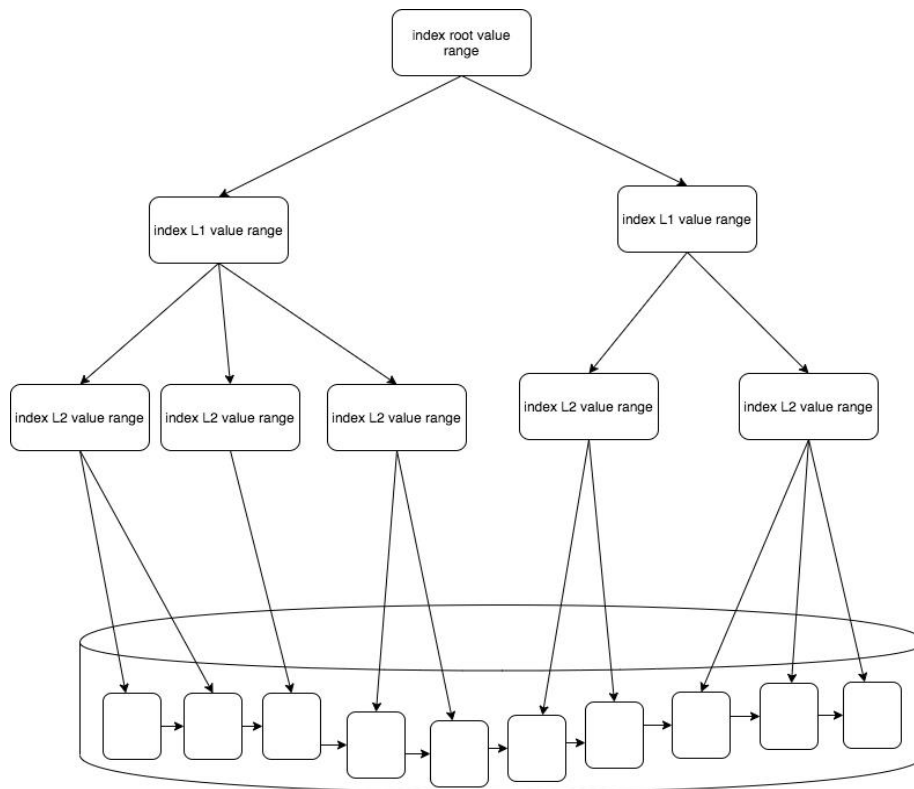 index root value
range
index L1 value range
index L1 value range
index L2 value range
index L2 value range
index L2 value range
index L2 value range
index L2 value range